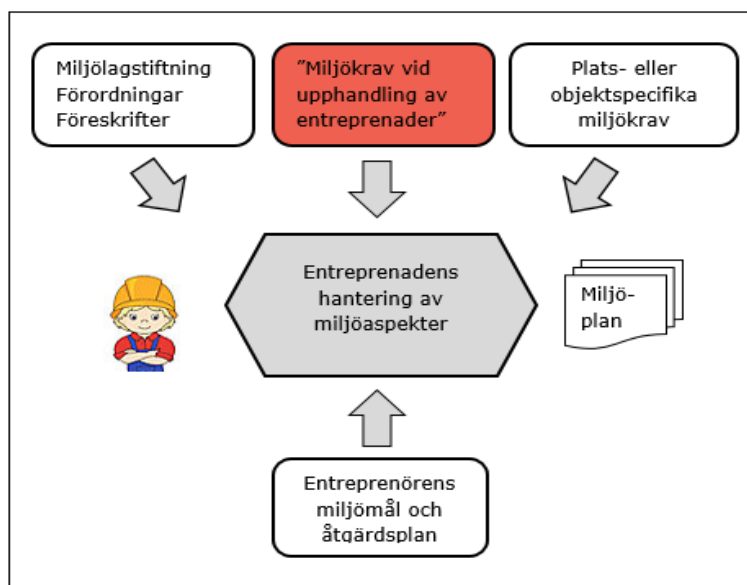 Miljölagstiftning
Förordningar
Föreskrifter
”Miljökrav vid
upphandling av
entreprenader”
Plats- eller
objektspecifika
miljökrav
Entreprenadens
hantering av
miljöaspekter
Miljö-
plan
Entreprenörens
miljömål och
åtgärdsplan